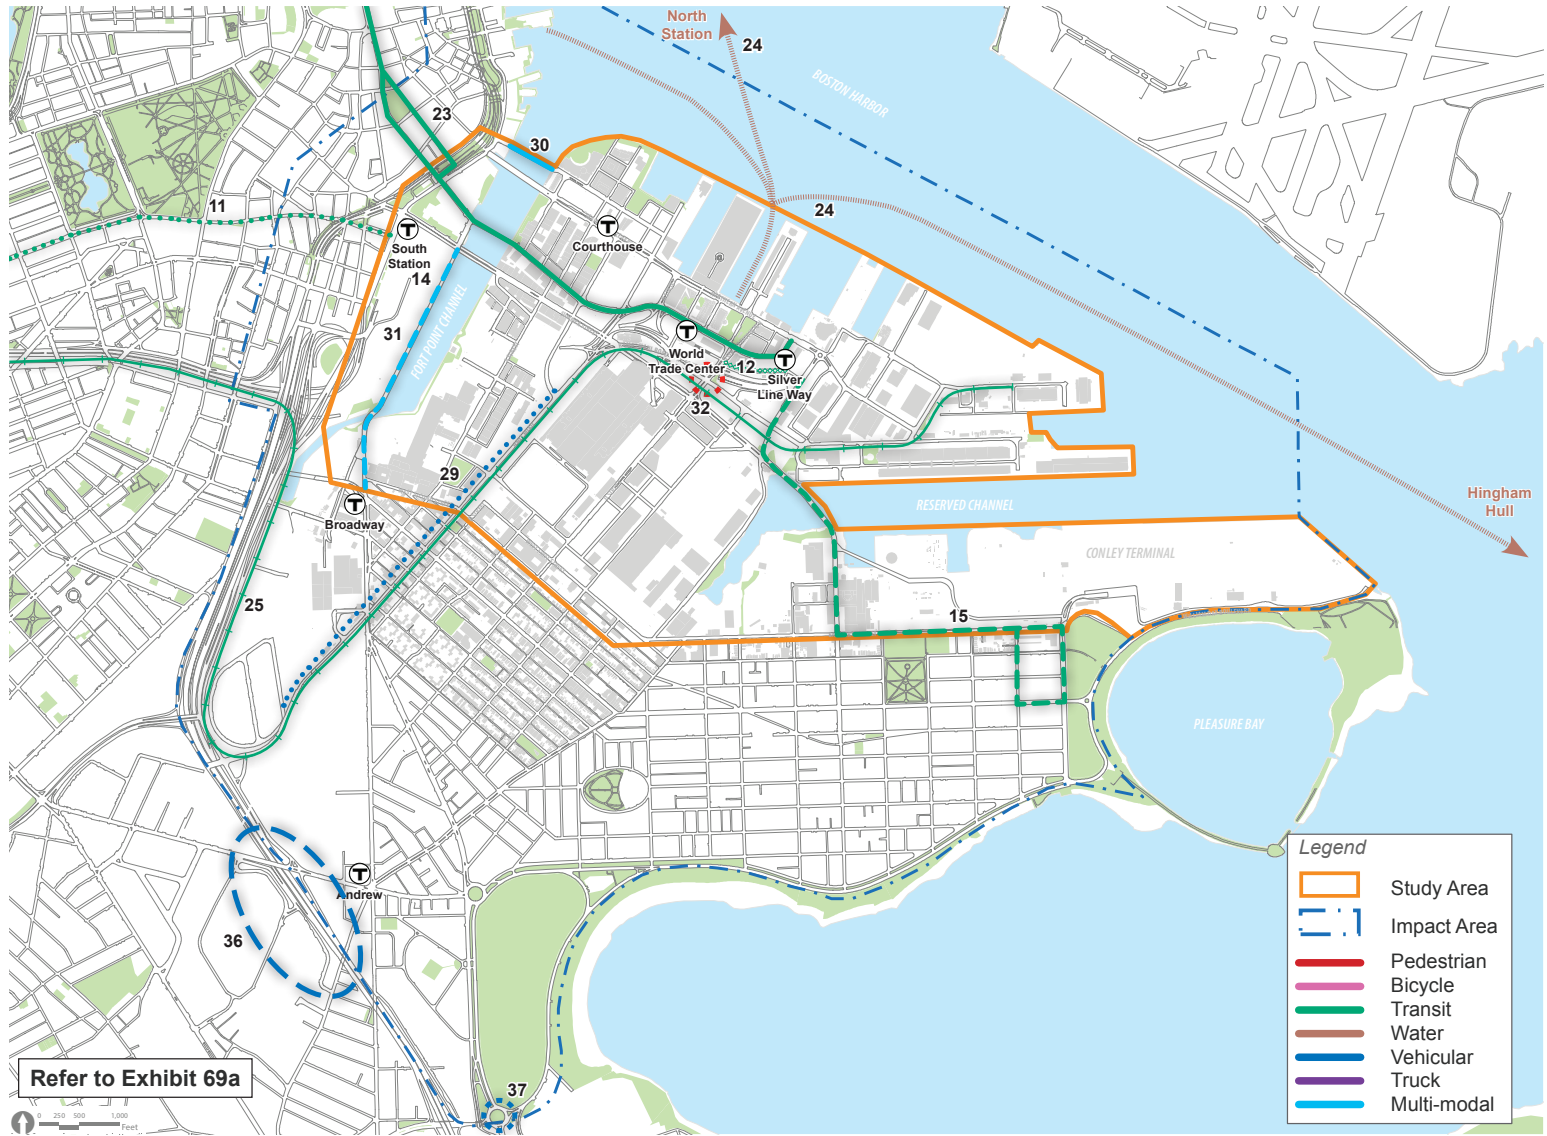 North
Station
24
BOSTON HARBOR
23
30
11
24
T
South
Station
14
T
Courthouse
31
FORT POINT CHANNEL
T
World
Trade Center
12
T
Silver
Line Way
32
29
T
Broadway
RESERVED CHANNEL
Hingham
Hull
CONLEY TERMINAL
25
15
PLEASURE BAY
T
Andrew
36
37
Legend
Study Area
Impact Area
Pedestrian
Bicycle
Transit
Water
Vehicular
Truck
Multi-modal
Refer to Exhibit 69a
0 250 500 1,000
Feet